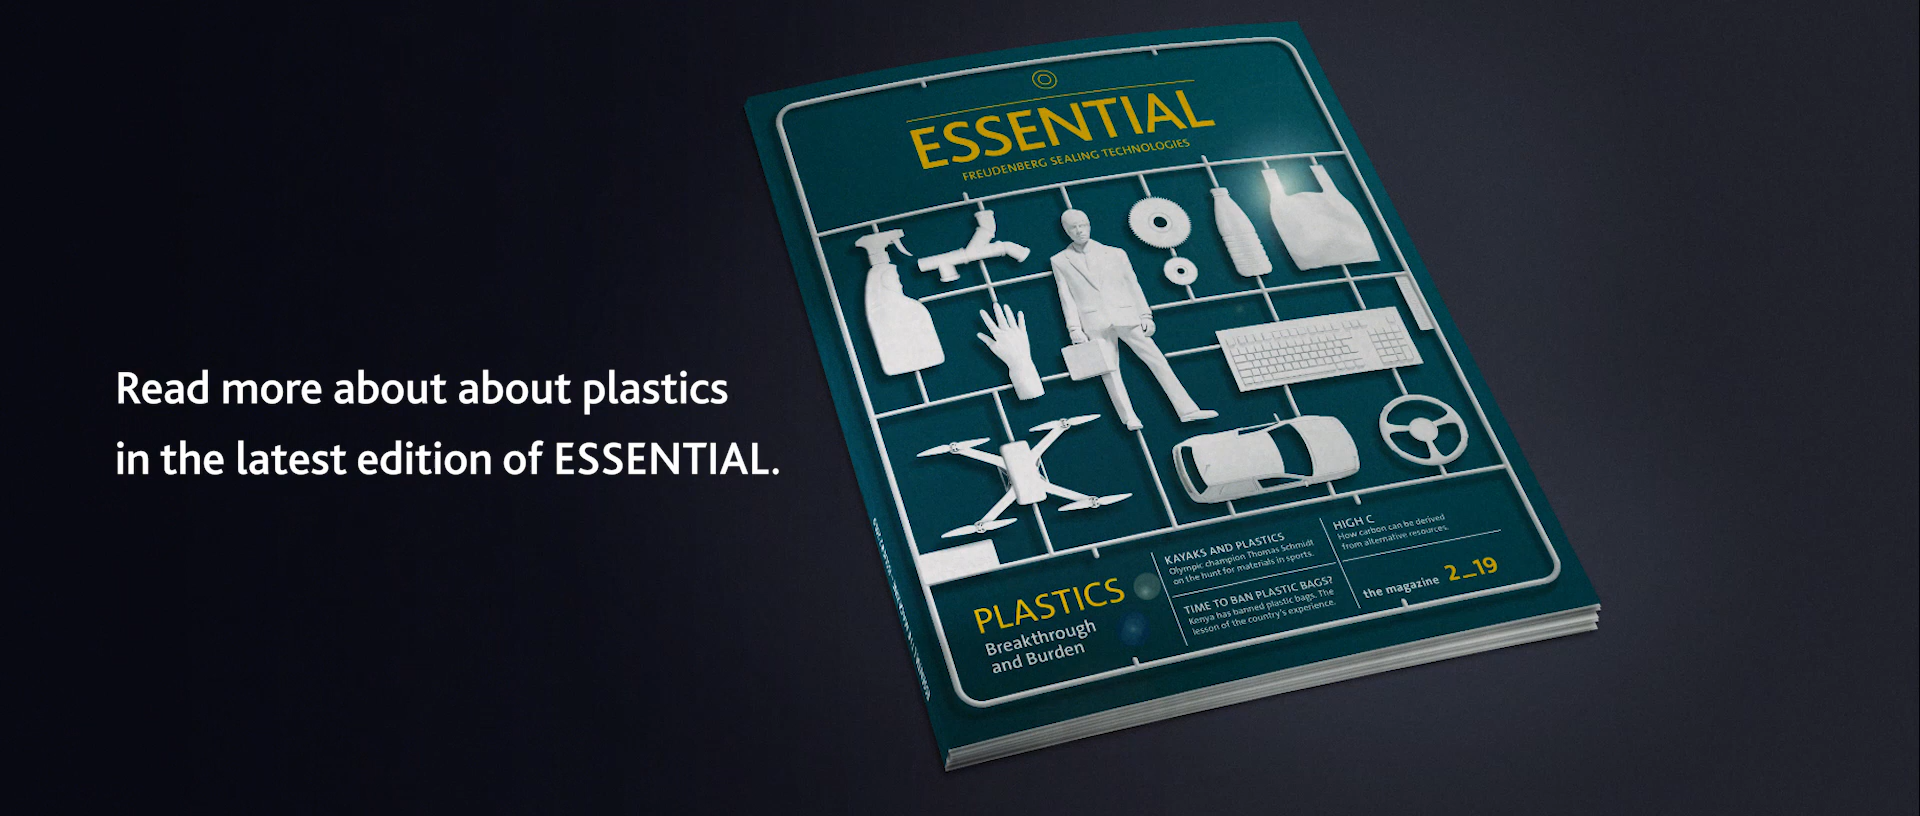 Read more about about plastics
in the latest edition of ESSENTIAL.
ESSENTIAL
FREUDENBERG SEALING TECHNOLOGIES
PLASTICS
Breakthrough
and Burden
KAYAKS AND PLASTICS
Olympic champion Thomas Schmidt
on the hunt for materials in sports.
TIME TO BAN PLASTIC BAGS?
Kenya has banned plastic bags. The
lesson of the country's experience.
HIGH C
How carbon can be derived
from alternative resources.
the magazine 2_19